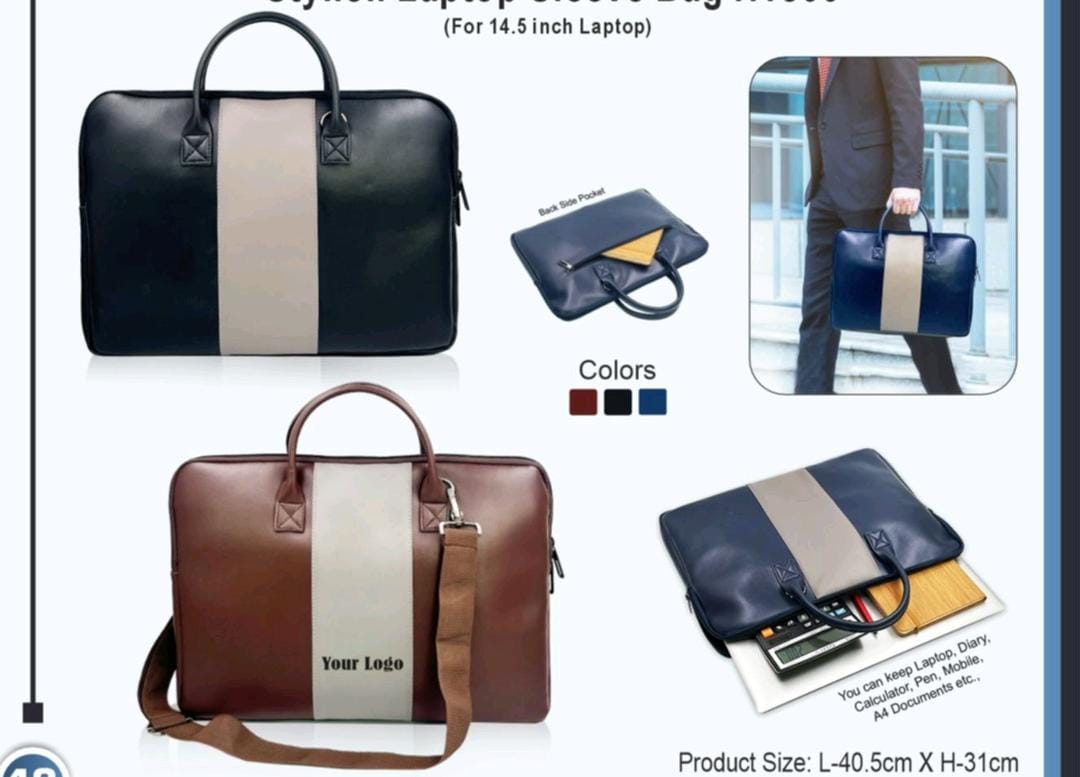 (For 14.5 inch Laptop)
Back Side Pocket
Colors
Your Logo
You can keep Laptop, Diary,
Calculator, Pen, Mobile,
A4 Documents etc.,
Product Size: L-40.5cm X H-31cm